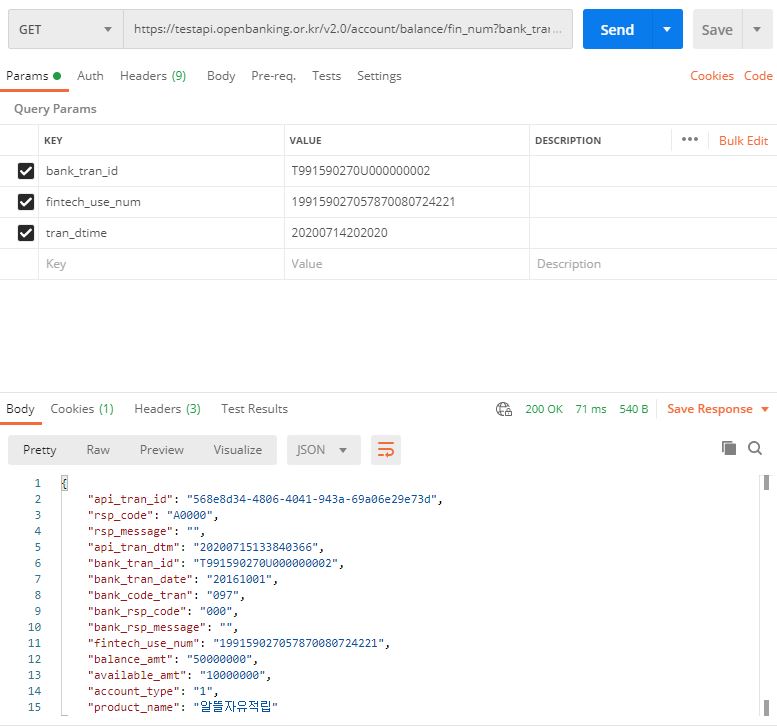 GET https://testapi.openbanking.or.kr/v2.0/account/balance/fin_num?bank_tra... Send Save
Params Auth Headers (9) Body Pre-req. Tests Settings Cookies Code
Query Params
KEY VALUE DESCRIPTION ••• Bulk Edit
bank_tran_id T991590270U000000002
fintech_use_num 199159027057870080724221
tran_dtime 20200714202020
Key Value Description
Body Cookies (1) Headers (3) Test Results 200 OK 71 ms 540 B Save Response
Pretty Raw Preview Visualize JSON
1 {
2 "api_tran_id": "568e8d34-4806-4041-943a-69a06e29e73d",
3 "rsp_code": "A0000",
4 "rsp_message": "",
5 "api_tran_dtm": "20200715133840366",
6 "bank_tran_id": "T991590270U000000002",
7 "bank_tran_date": "20161001",
8 "bank_code_tran": "097",
9 "bank_rsp_code": "000",
10 "bank_rsp_message": "",
11 "fintech_use_num": "199159027057870080724221",
12 "balance_amt": "50000000",
13 "available_amt": "10000000",
14 "account_type": "1",
15 "product_name": "알뜰자유적립"